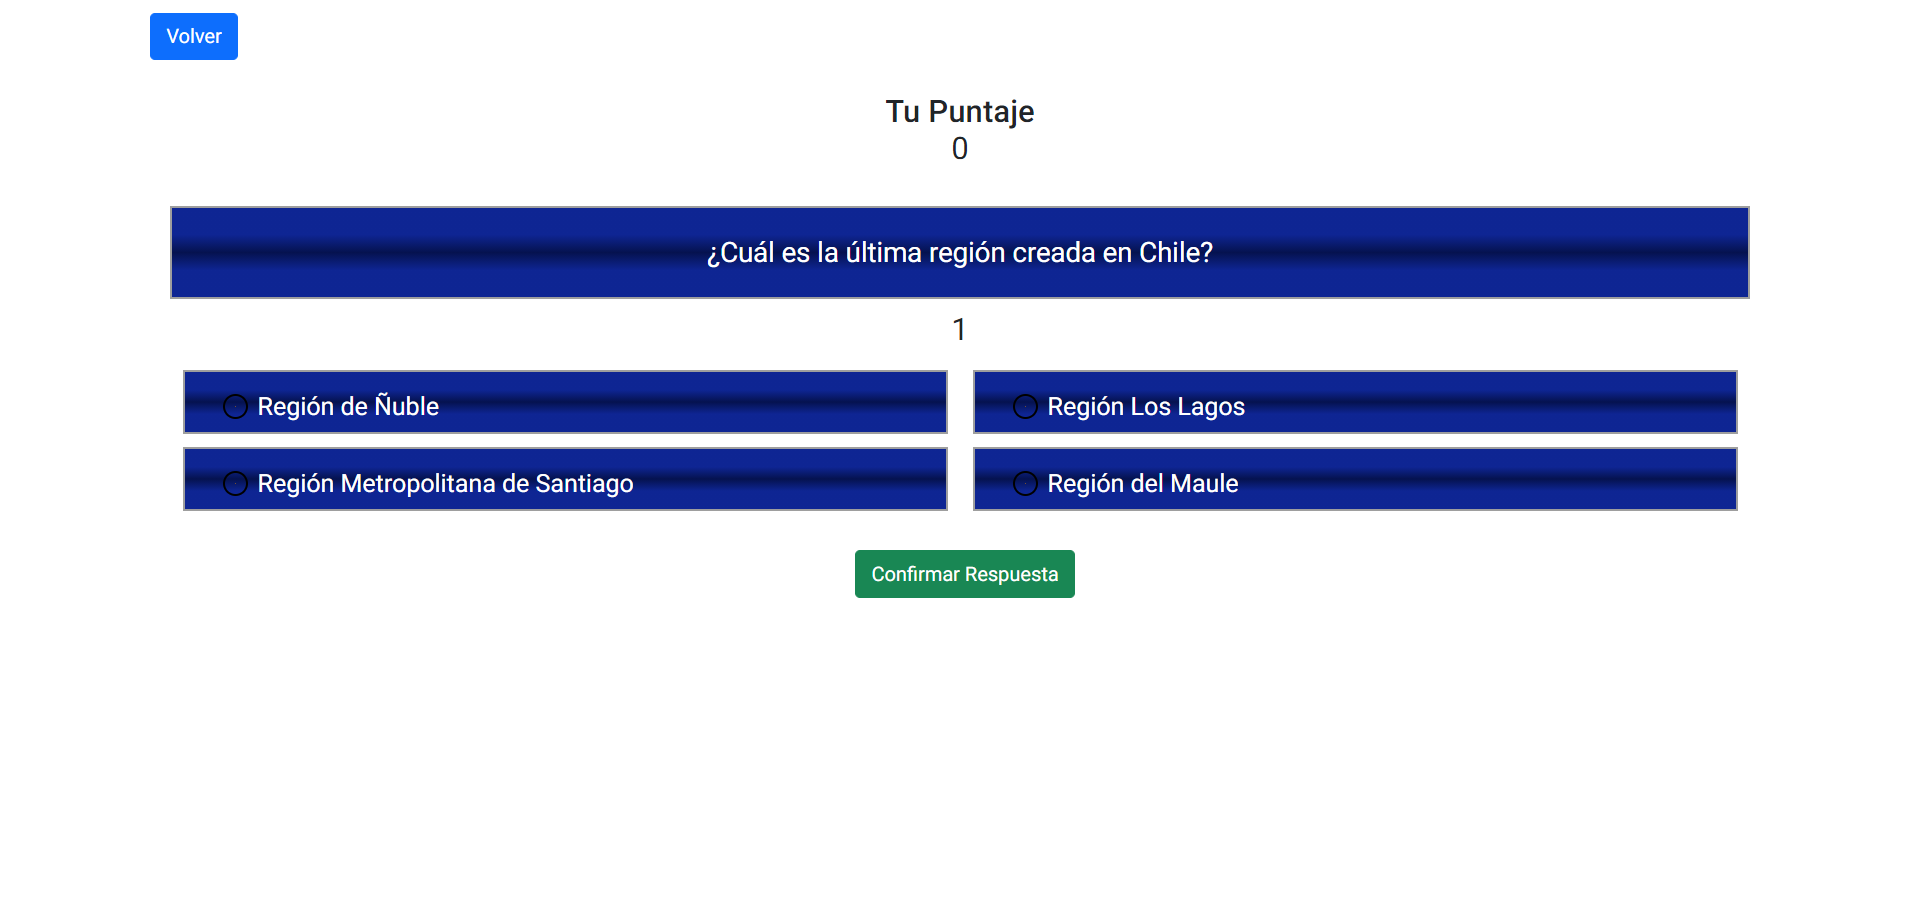 Volver
Tu Puntaje
0
¿Cuál es la última región creada en Chile?
1
Región de Ñuble
Región Los Lagos
Región Metropolitana de Santiago
Región del Maule
Confirmar Respuesta